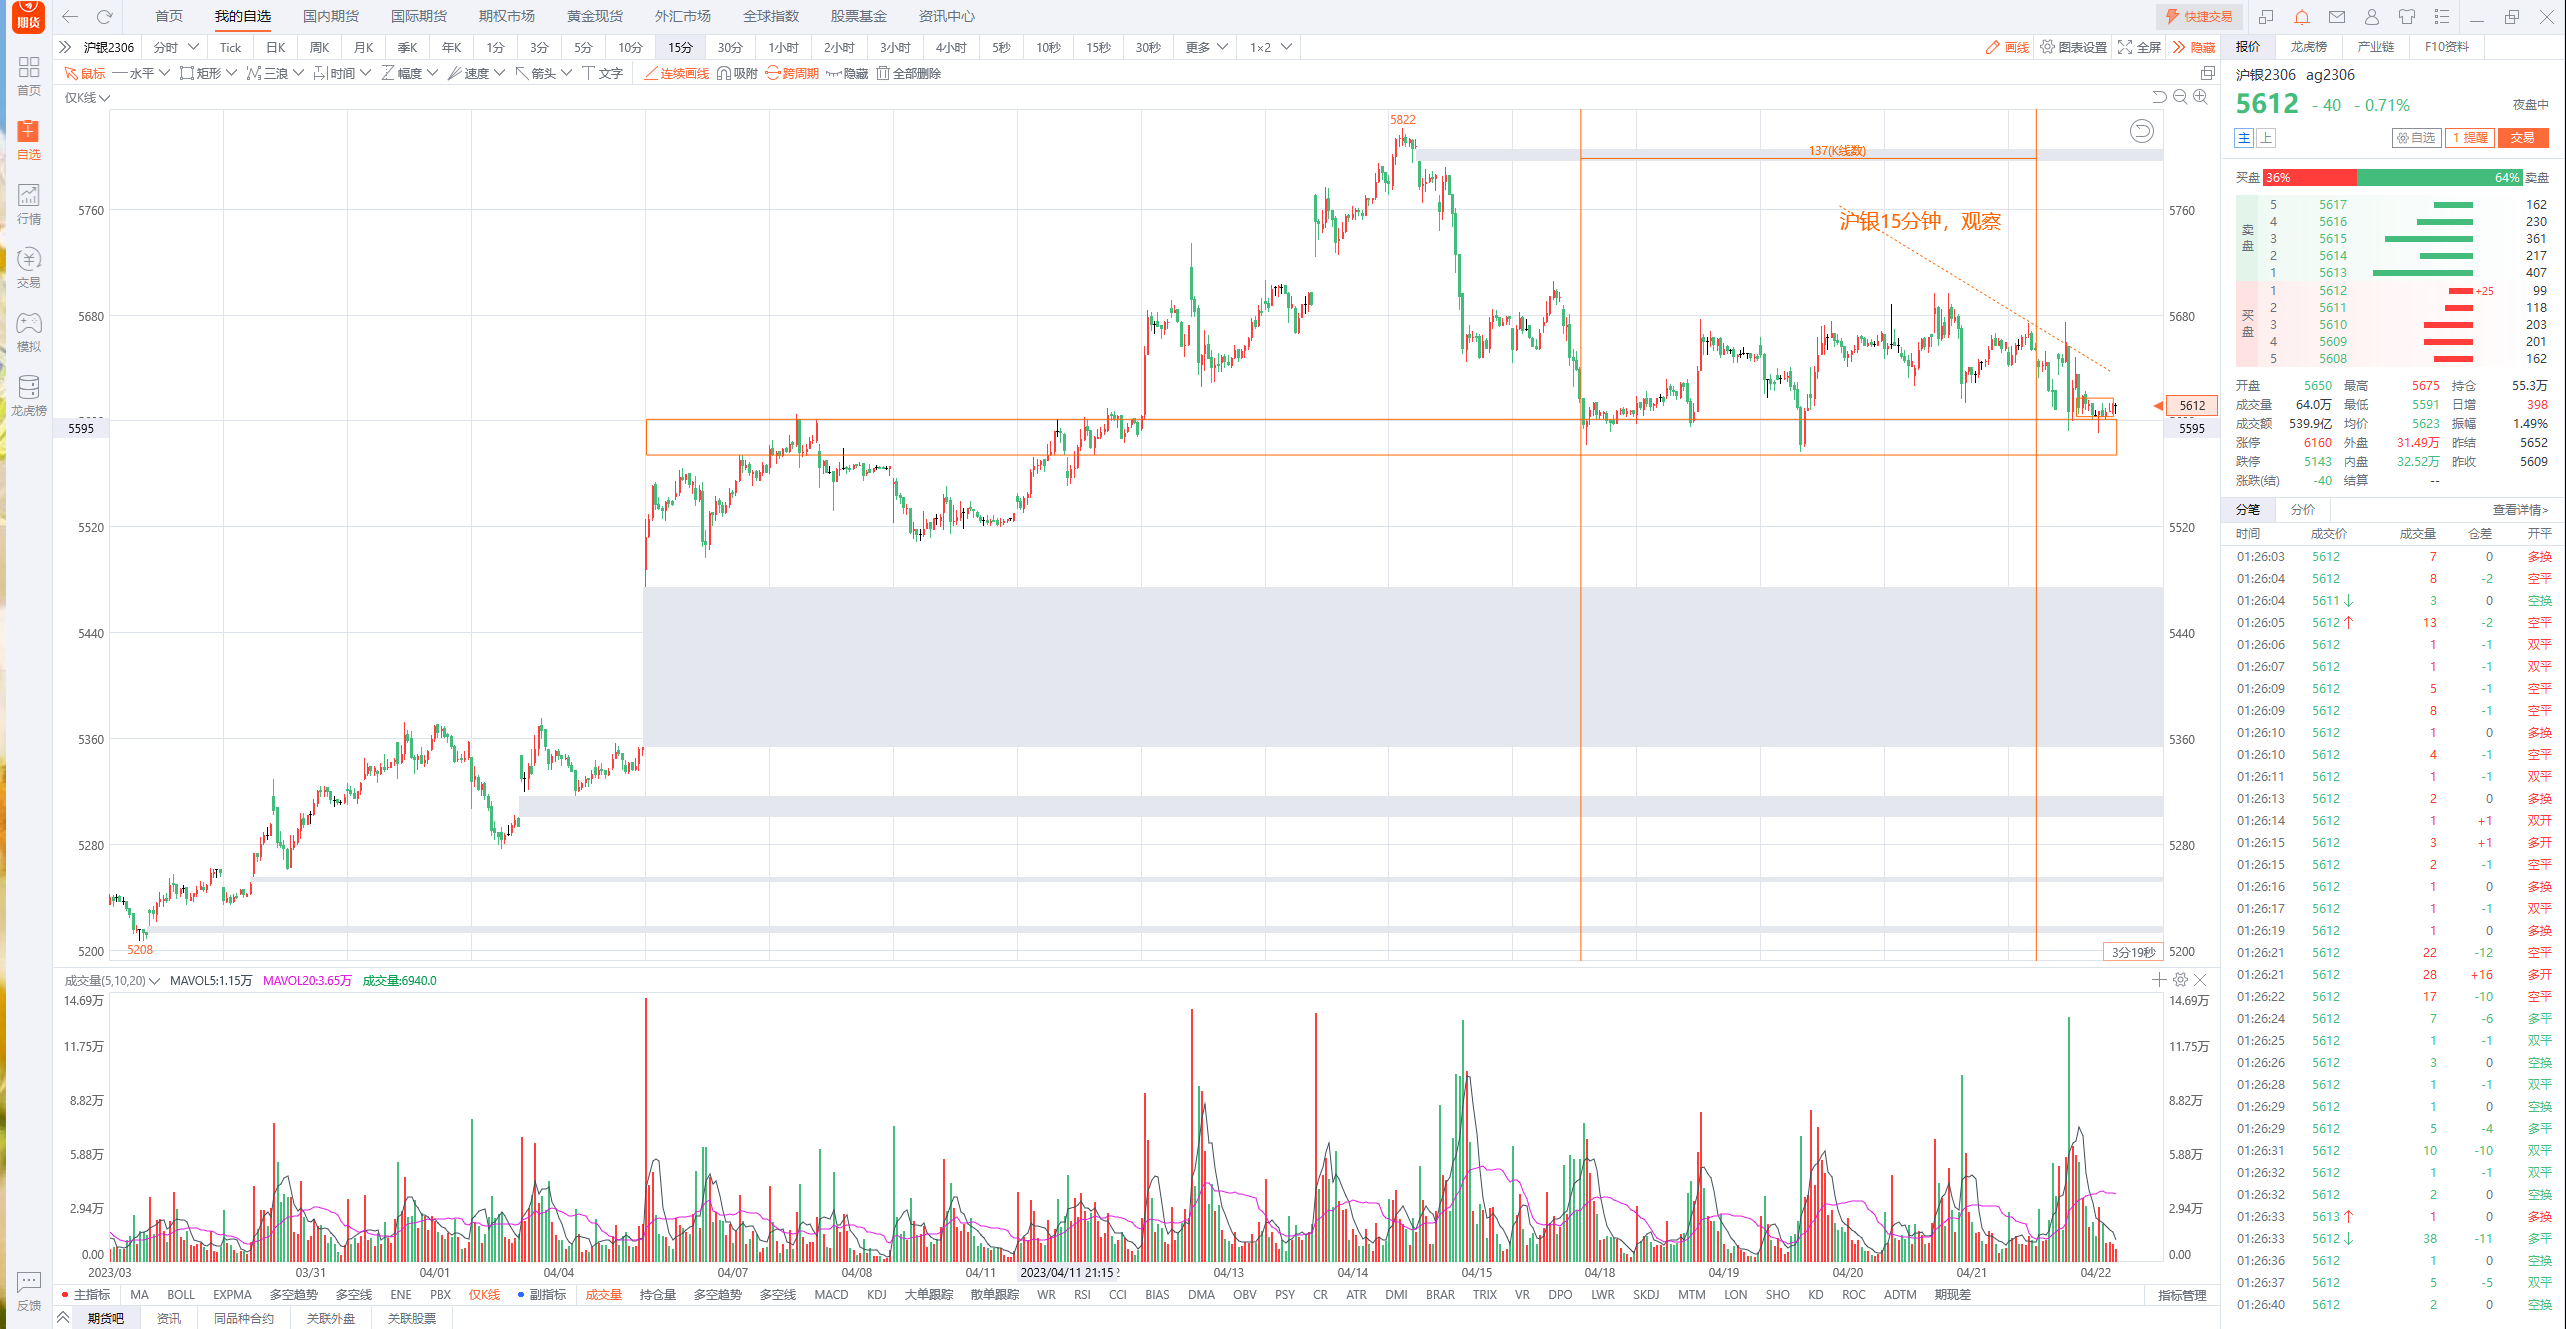 期货
首页 我的自选 国内期货 国际期货 期权市场 黄金现货 外汇市场 全球指数 股票基金 资讯中心 快捷交易
沪银2306 分时 Tick 日K 周K 月K 季K 年K 1分 3分 5分 10分 15分 30分 1小时 2小时 3小时 4小时 5秒 10秒 15秒 30秒 更多 1×2 画线 图表设置 全屏 隐藏
鼠标 水平 矩形 三浪 时间 幅度 速度 箭头 文字 连续画线 吸附 跨周期 隐藏 全部删除
仅K线
首页
自选
行情
交易
模拟
龙虎榜
反馈
5822
137(K线数)
沪银15分钟，观察
5208
5760
5680
5595
5520
5440
5360
5280
5200
5760
5680
5612
5595
5520
5440
5360
5280
5200
3分19秒
成交量(5,10,20) MAVOL5:1.15万 MAVOL20:3.65万 成交量:6940.0
14.69万
11.75万
8.82万
5.88万
2.94万
0.00
14.69万
11.75万
8.82万
5.88万
2.94万
0.00
2023/03 03/31 04/01 04/04 04/07 04/08 04/11 2023/04/11 21:15 04/13 04/14 04/15 04/18 04/19 04/20 04/21 04/22
主指标 MA BOLL EXPMA 多空趋势 多空线 ENE PBX 仅K线 副指标 成交量 持仓量 多空趋势 多空线 MACD KDJ 大单跟踪 散单跟踪 WR RSI CCI BIAS DMA OBV PSY CR ATR DMI BRAR TRIX VR DPO LWR SKDJ MTM LON SHO KD ROC ADTM 期现差 指标管理
期货吧 资讯 同品种合约 关联外盘 关联股票
报价 龙虎榜 产业链 F10资料
沪银2306 ag2306
5612 - 40 - 0.71% 夜盘中
主 上 自选 1 提醒 交易
买盘 36% 64% 卖盘
卖盘
5 5617 162
4 5616 230
3 5615 361
2 5614 217
1 5613 407
买盘
1 5612 +25 99
2 5611 118
3 5610 203
4 5609 201
5 5608 162
开盘 5650 最高 5675 持仓 55.3万
成交量 64.0万 最低 5591 日增 398
成交额 539.9亿 均价 5623 振幅 1.49%
涨停 6160 外盘 31.49万 昨结 5652
跌停 5143 内盘 32.52万 昨收 5609
涨跌(结) -40 结算 --
分笔 分价 查看详情>
时间 成交价 成交量 仓差 开平
01:26:03 5612 7 0 多换
01:26:04 5612 8 -2 空平
01:26:04 5611↓ 3 0 空换
01:26:05 5612↑ 13 -2 空平
01:26:06 5612 1 -1 双平
01:26:07 5612 1 -1 双平
01:26:09 5612 5 -1 空平
01:26:09 5612 8 -1 空平
01:26:10 5612 1 0 多换
01:26:10 5612 4 -1 空平
01:26:11 5612 1 -1 双平
01:26:13 5612 2 0 多换
01:26:14 5612 1 +1 双开
01:26:15 5612 3 +1 多开
01:26:15 5612 2 -1 空平
01:26:16 5612 1 0 多换
01:26:17 5612 1 -1 双平
01:26:19 5612 1 0 多换
01:26:21 5612 22 -12 空平
01:26:21 5612 28 +16 多开
01:26:22 5612 17 -10 空平
01:26:24 5612 7 -6 多平
01:26:25 5612 1 -1 双平
01:26:26 5612 3 0 空换
01:26:28 5612 1 -1 双平
01:26:29 5612 1 0 空换
01:26:29 5612 5 -4 多平
01:26:31 5612 10 -10 双平
01:26:32 5612 1 -1 双平
01:26:32 5612 2 0 空换
01:26:33 5613↑ 1 0 多换
01:26:33 5612↓ 38 -11 多平
01:26:36 5612 1 0 空换
01:26:37 5612 5 -5 双平
01:26:40 5612 2 0 空换